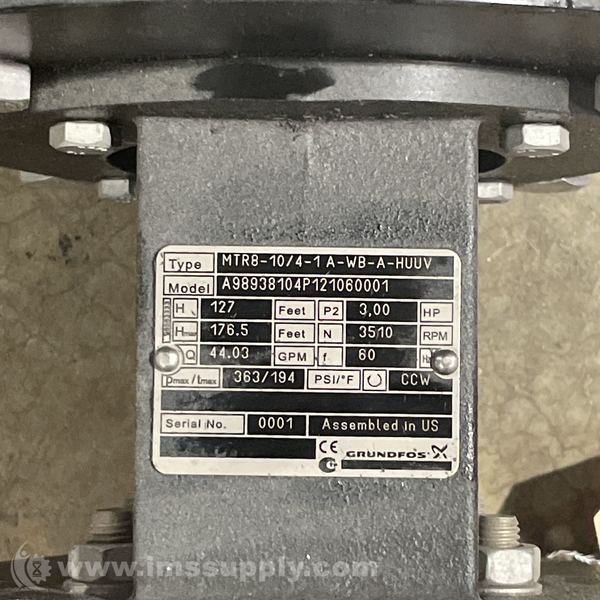 Type MTR8-10/4-1 A-WB-A-HUUV
Model A98938104P121060001
H 127 Feet P2 3,00 HP
Hmax 176.5 Feet N 3510 RPM
Q 44.03 GPM f 60
pmax/tmax 363/194 PSI/°F CCW
Serial No. 0001 Assembled in US
CE GRUNDFOS
www.imssupply.com